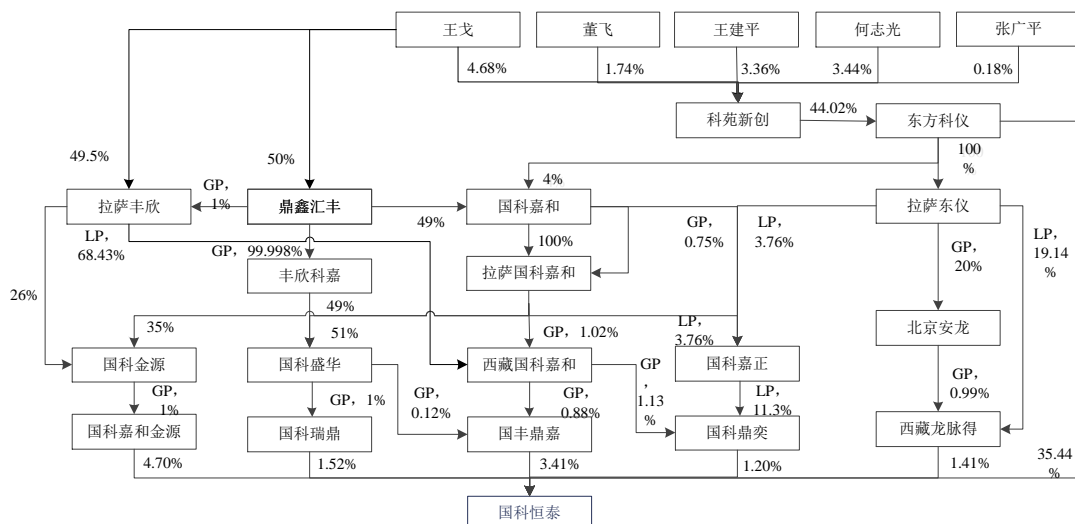 王戈
董飞
王建平
何志光
张广平
4.68%
1.74%
3.36%
3.44%
0.18%
科苑新创
44.02%
东方科仪
49.5%
50%
100
%
GP,
1%
4%
拉萨丰欣
鼎鑫汇丰
49%
国科嘉和
GP,
0.75%
LP,
3.76%
拉萨东仪
LP,
68.43%
GP,
99.998%
100%
GP,
20%
LP,
19.14
%
丰欣科嘉
拉萨国科嘉和
26%
49%
35%
51%
GP，1.02%
LP,
3.76%
北京安龙
国科金源
国科盛华
西藏国科嘉和
GP
,
1.13
%
国科嘉正
GP,
1%
GP，1%
GP,
0.12%
GP,
0.88%
LP,
11.3%
GP,
0.99%
国科嘉和金源
国科瑞鼎
国丰鼎嘉
国科鼎奕
西藏龙脉得
4.70%
1.52%
3.41%
1.20%
1.41%
35.44
%
国科恒泰